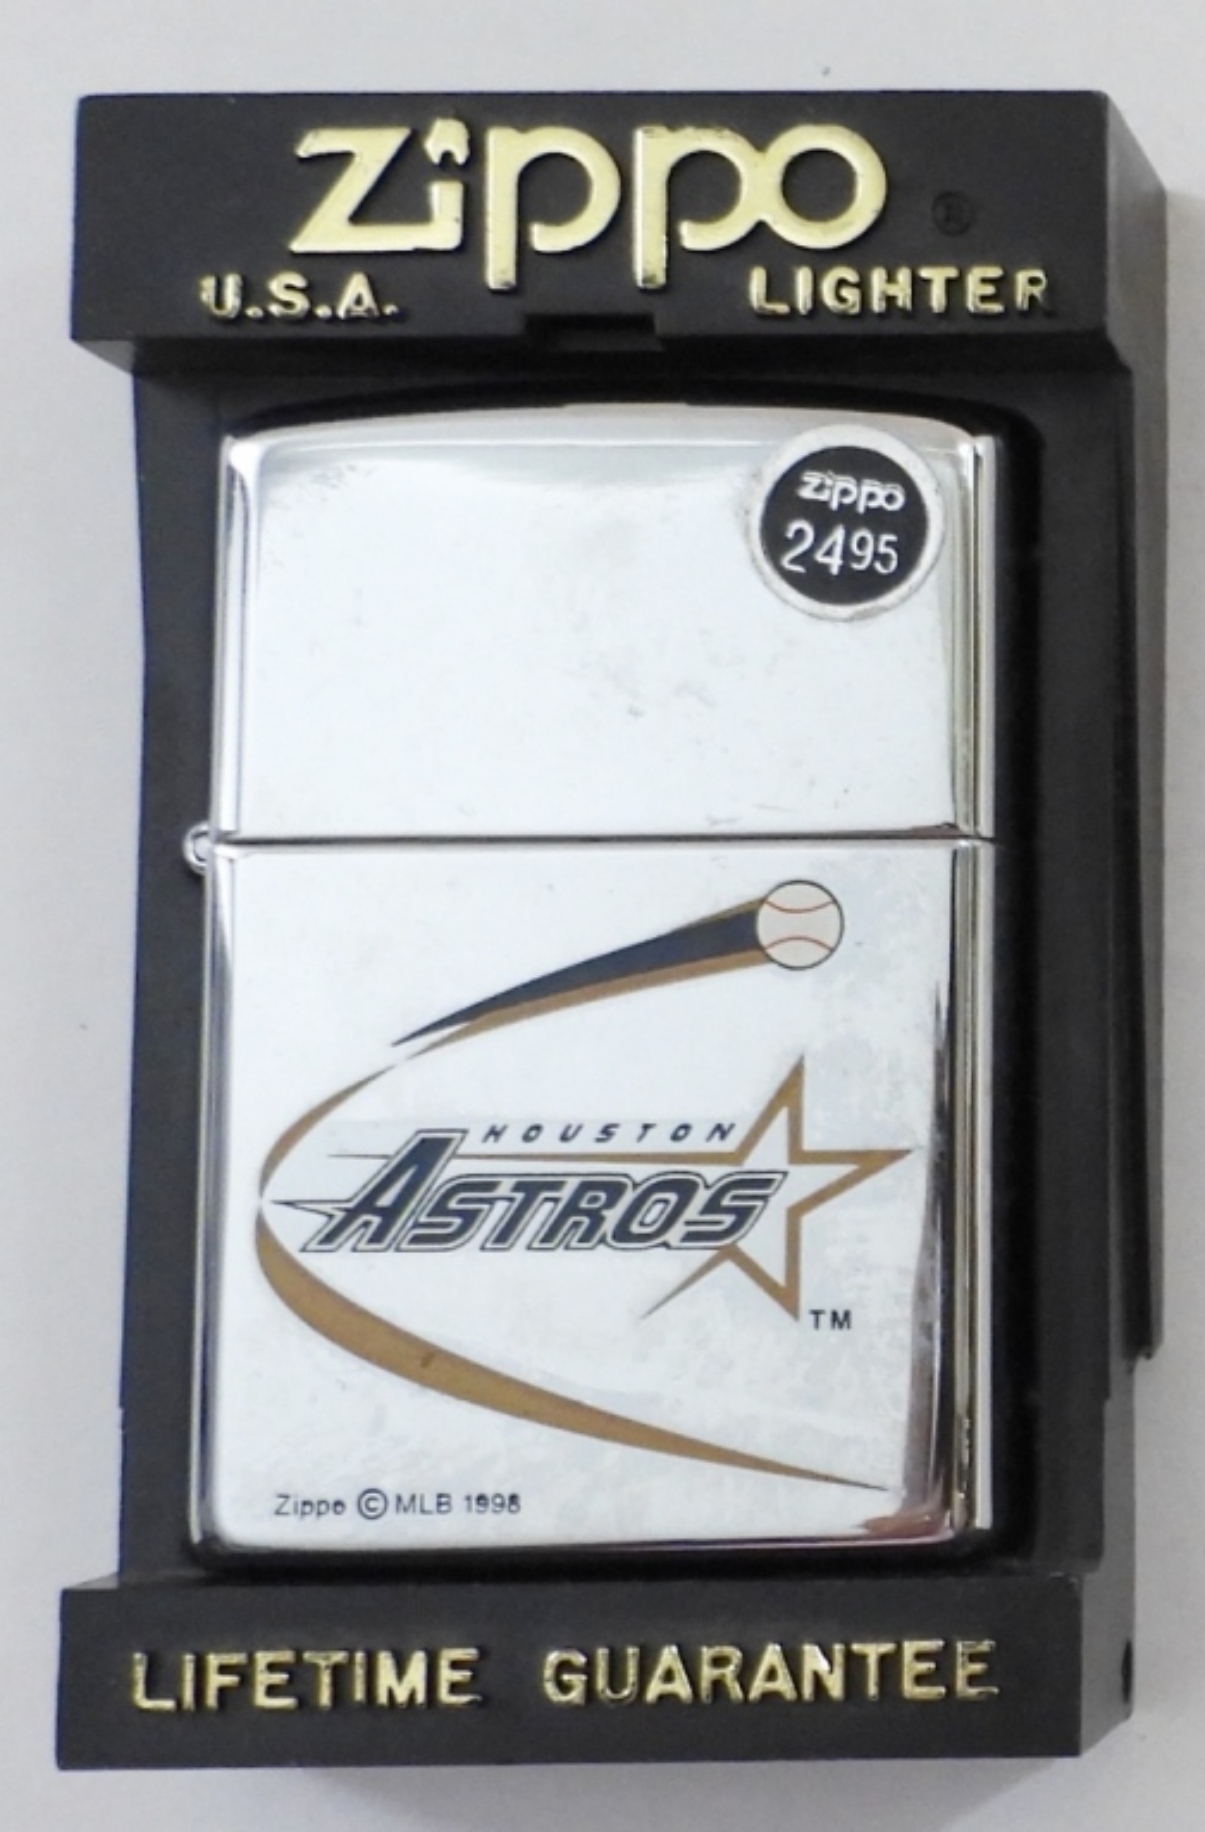 Zippo ®
U.S.A. LIGHTER
Zippo
2495
HOUSTON
ASTROS
TM
Zippo © MLB 1998
LIFETIME GUARANTEE